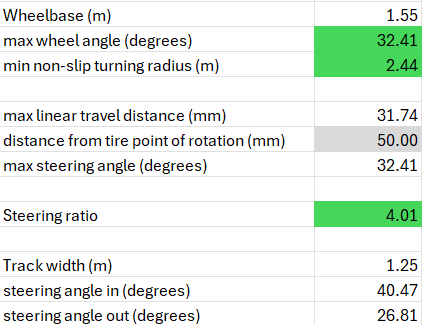 Wheelbase (m) 1.55
max wheel angle (degrees) 32.41
min non-slip turning radius (m) 2.44
max linear travel distance (mm) 31.74
distance from tire point of rotation (mm) 50.00
max steering angle (degrees) 32.41
Steering ratio 4.01
Track width (m) 1.25
steering angle in (degrees) 40.47
steering angle out (degrees) 26.81